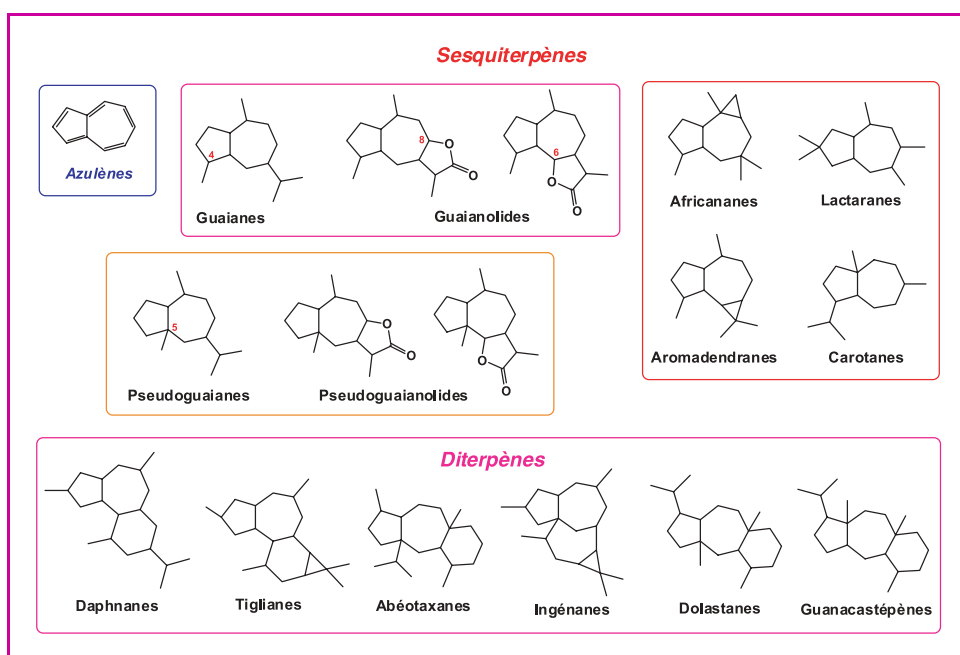 Sesquiterpènes
Azulènes
4
Guaianes
8
O
O
6
O
O
Guaianolides
Africananes
Lactaranes
Aromadendranes
Carotanes
5
Pseudoguaianes
O
O
O
O
Pseudoguaianolides
Diterpènes
Daphnanes
Tiglianes
Abéotaxanes
Ingénanes
Dolastanes
Guanacastépènes